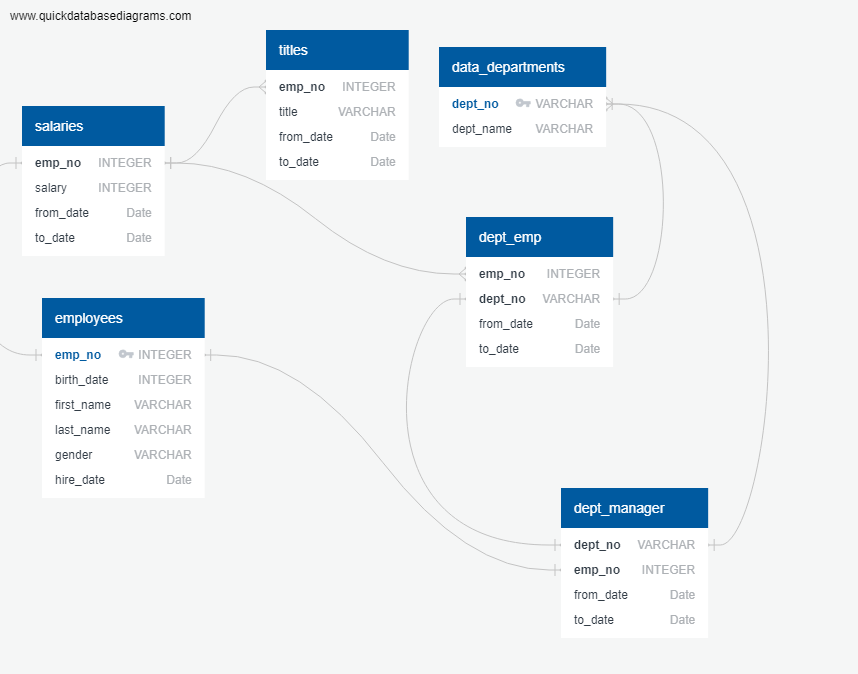 www.quickdatabasediagrams.com
titles
emp_no INTEGER
title VARCHAR
from_date Date
to_date Date
data_departments
dept_no VARCHAR
dept_name VARCHAR
salaries
emp_no INTEGER
salary INTEGER
from_date Date
to_date Date
dept_emp
emp_no INTEGER
dept_no VARCHAR
from_date Date
to_date Date
employees
emp_no INTEGER
birth_date INTEGER
first_name VARCHAR
last_name VARCHAR
gender VARCHAR
hire_date Date
dept_manager
dept_no VARCHAR
emp_no INTEGER
from_date Date
to_date Date